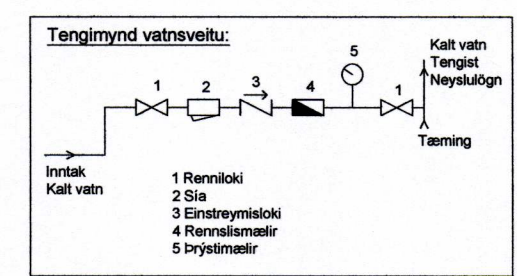 Tengimynd vatnsveitu:
5
Kalt vatn
Tengist
Neyslulögn
1 2 3 4 1
Tæming
Inntak
Kalt vatn
1 Renniloki
2 Sía
3 Einstreymisloki
4 Rennslismælir
5 Þrýstimælir